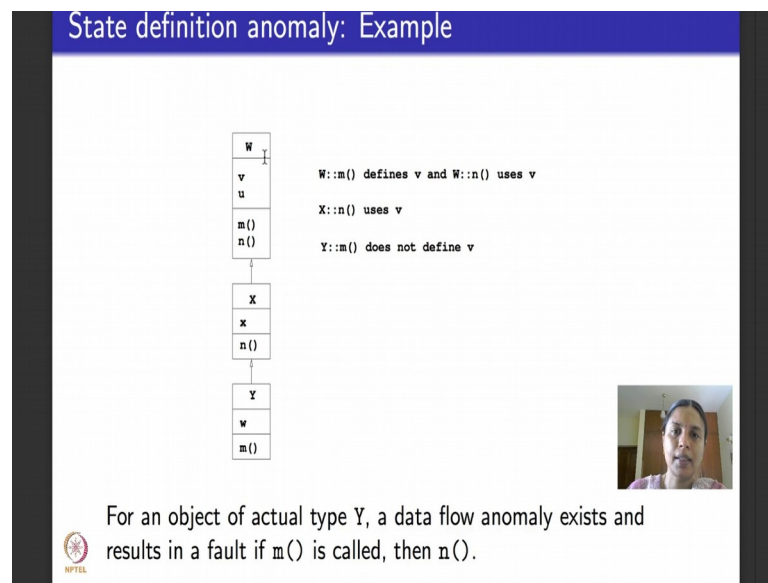 State definition anomaly: Example
W
v
u
m()
n()
W::m() defines v and W::n() uses v
X::n() uses v
Y::m() does not define v
X
x
n()
Y
w
m()
For an object of actual type Y, a data flow anomaly exists and
results in a fault if m() is called, then n().
NPTEL